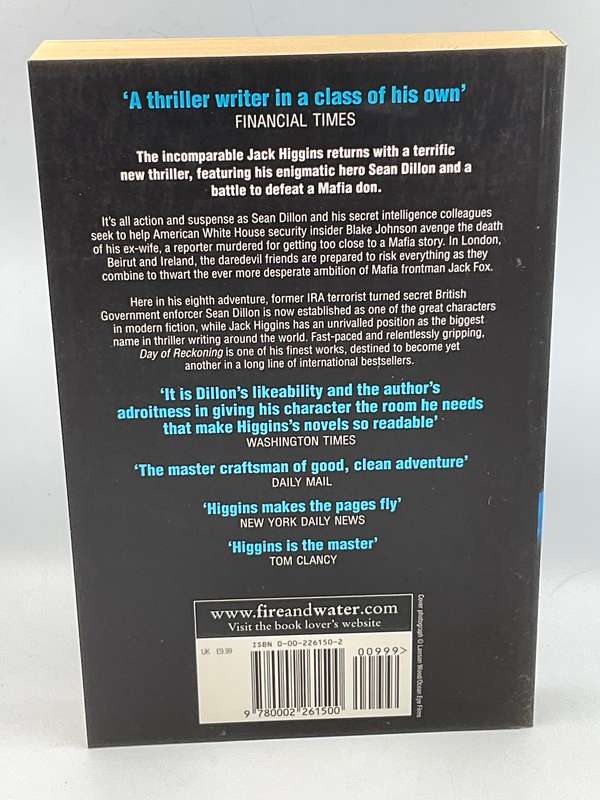 ‘A thriller writer in a class of his own’
FINANCIAL TIMES
The incomparable Jack Higgins returns with a terrific
new thriller, featuring his enigmatic hero Sean Dillon and a
battle to defeat a Mafia don.
It's all action and suspense as Sean Dillon and his secret intelligence colleagues
seek to help American White House security insider Blake Johnson avenge the death
of his ex-wife, a reporter murdered for getting too close to a Mafia story. In London,
Beirut and Ireland, the daredevil friends are prepared to risk everything as they
combine to thwart the ever more desperate ambition of Mafia frontman Jack Fox.
Here in his eighth adventure, former IRA terrorist turned secret British
Government enforcer Sean Dillon is now established as one of the great characters
in modern fiction, while Jack Higgins has an unrivalled position as the biggest
name in thriller writing around the world. Fast-paced and relentlessly gripping,
Day of Reckoning is one of his finest works, destined to become yet
another in a long line of international bestsellers.
‘It is Dillon's likeability and the author's
adroitness in giving his character the room he needs
that make Higgins's novels so readable’
WASHINGTON TIMES
‘The master craftsman of good, clean adventure’
DAILY MAIL
‘Higgins makes the pages fly’
NEW YORK DAILY NEWS
‘Higgins is the master’
TOM CLANCY
www.fireandwater.com
Visit the book lover's website
ISBN 0-00-226150-2
UK £9.99
00999>
9 780002 261500
Cover photograph © Lawson Wood/Ocean Eye Films